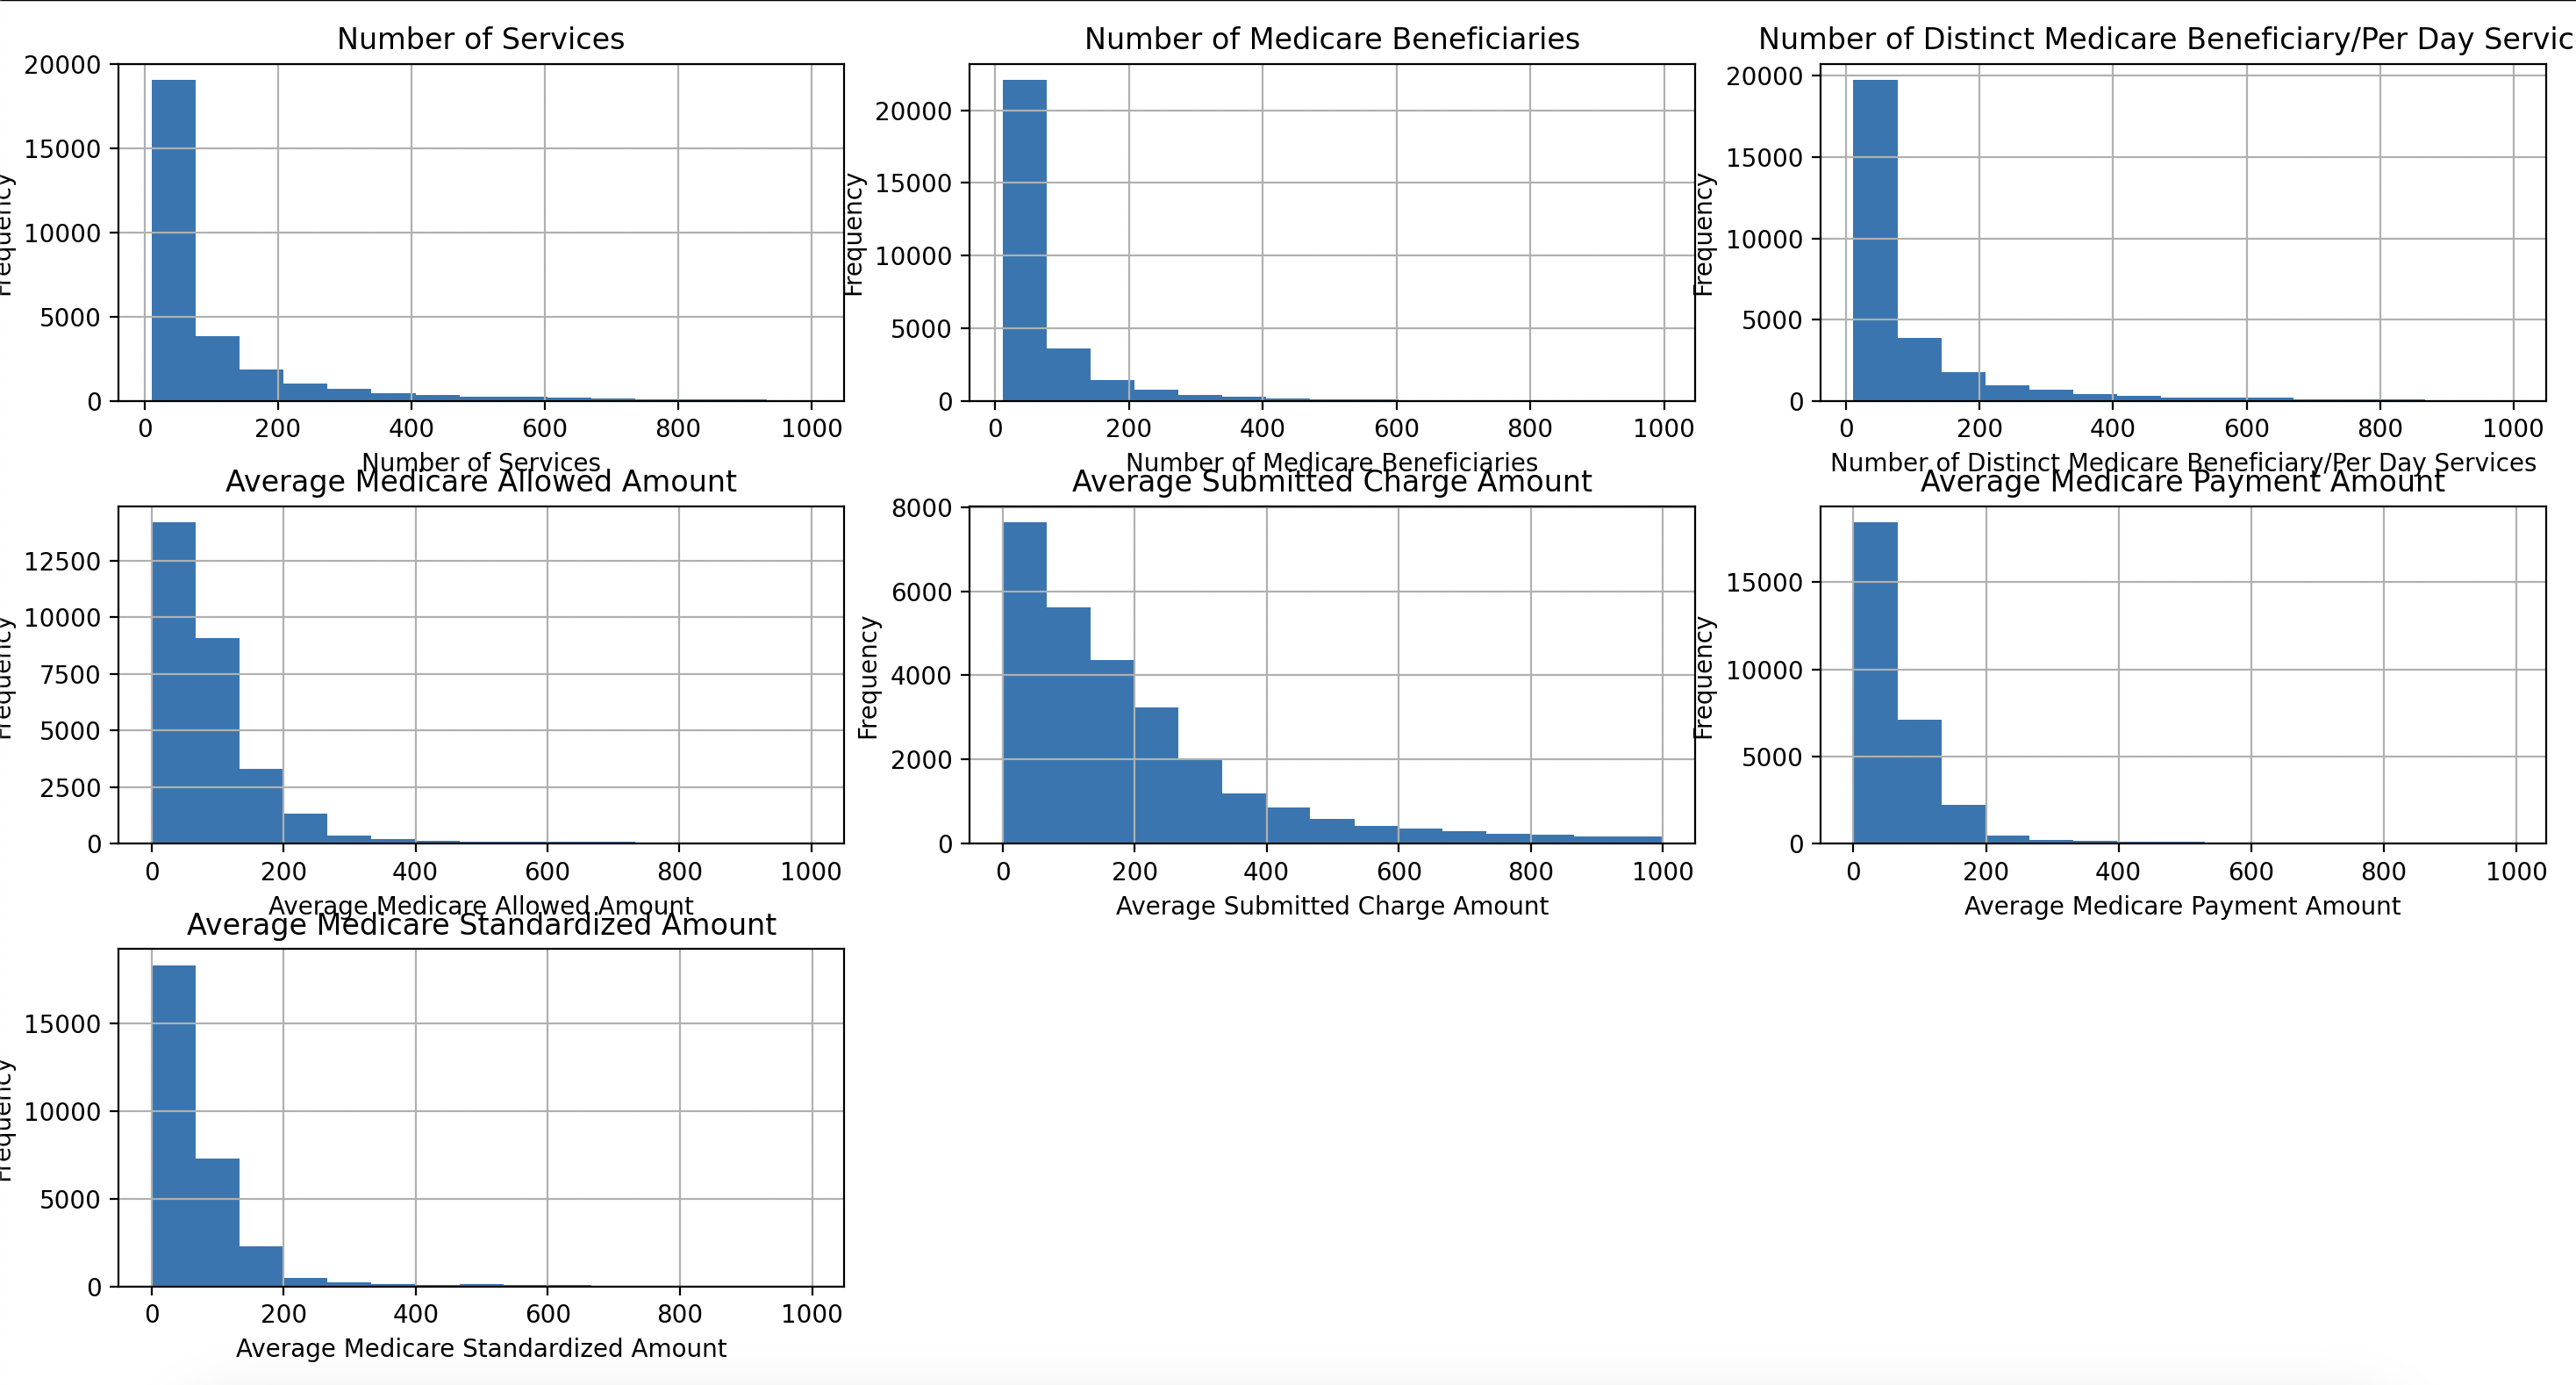 Number of Services
Number of Medicare Beneficiaries
Number of Distinct Medicare Beneficiary/Per Day Servic
20000
15000
10000
5000
0
Frequency
0 200 400 600 800 1000
Number of Services
20000
15000
10000
5000
0
Frequency
0 200 400 600 800 1000
Number of Medicare Beneficiaries
20000
15000
10000
5000
0
Frequency
0 200 400 600 800 1000
Number of Distinct Medicare Beneficiary/Per Day Services
Average Medicare Allowed Amount
Average Submitted Charge Amount
Average Medicare Payment Amount
12500
10000
7500
5000
2500
0
Frequency
0 200 400 600 800 1000
Average Medicare Allowed Amount
8000
6000
4000
2000
0
Frequency
0 200 400 600 800 1000
Average Submitted Charge Amount
15000
10000
5000
0
Frequency
0 200 400 600 800 1000
Average Medicare Payment Amount
Average Medicare Standardized Amount
15000
10000
5000
0
Frequency
0 200 400 600 800 1000
Average Medicare Standardized Amount